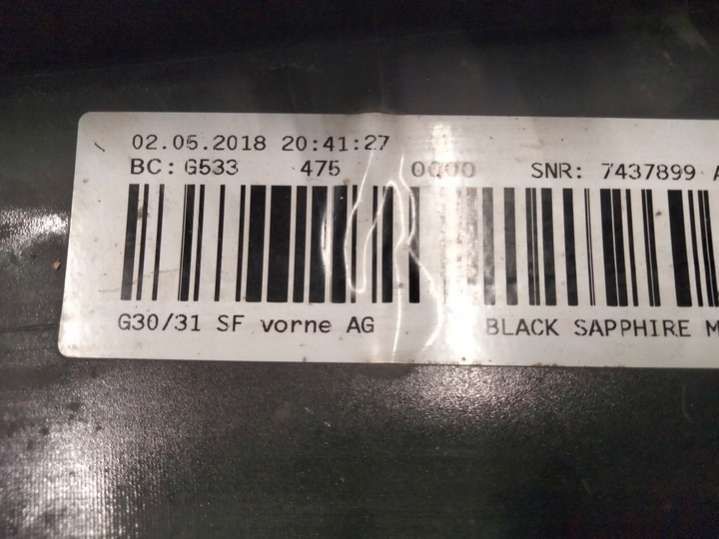 02.05.2018 20:41:27
BC: G533 475 0000 SNR: 7437899 A
G30/31 SF vorne AG BLACK SAPPHIRE M